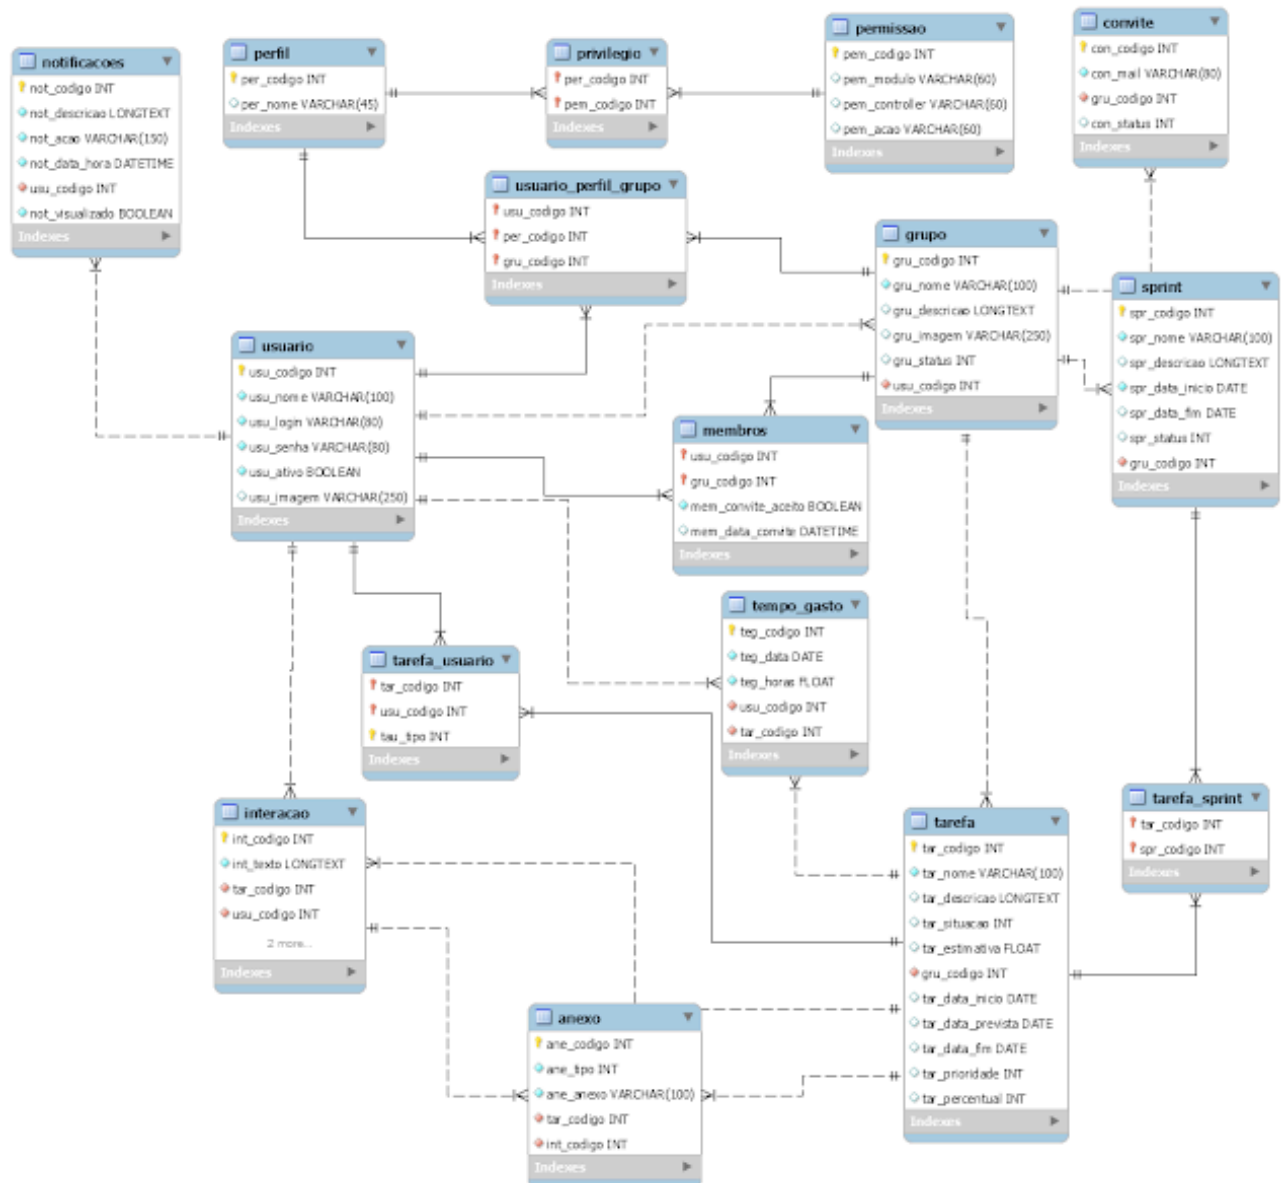 notificacoes
not_codigo INT
not_descricao LONGTEXT
not_acao VARCHAR(150)
not_data_hora DATETIME
usu_codigo INT
not_visualizado BOOLEAN
Indexes
perfil
per_codigo INT
per_nome VARCHAR(45)
Indexes
privilegio
per_codigo INT
pem_codigo INT
Indexes
permissao
pem_codigo INT
pem_modulo VARCHAR(60)
pem_controller VARCHAR(60)
pem_acao VARCHAR(60)
Indexes
convite
con_codigo INT
con_mail VARCHAR(80)
gru_codigo INT
con_status INT
Indexes
usuario_perfil_grupo
usu_codigo INT
per_codigo INT
gru_codigo INT
Indexes
grupo
gru_codigo INT
gru_nome VARCHAR(100)
gru_descricao LONGTEXT
gru_imagem VARCHAR(250)
gru_status INT
usu_codigo INT
Indexes
sprint
spr_codigo INT
spr_nome VARCHAR(100)
spr_descricao LONGTEXT
spr_data_inicio DATE
spr_data_fim DATE
spr_status INT
gru_codigo INT
Indexes
usuario
usu_codigo INT
usu_nome VARCHAR(100)
usu_login VARCHAR(80)
usu_senha VARCHAR(80)
usu_ativo BOOLEAN
usu_imagem VARCHAR(250)
Indexes
membros
usu_codigo INT
gru_codigo INT
mem_convite_aceito BOOLEAN
mem_data_convite DATETIME
Indexes
tempo_gasto
teg_codigo INT
teg_data DATE
teg_horas FLOAT
usu_codigo INT
tar_codigo INT
Indexes
tarefa_usuario
tar_codigo INT
usu_codigo INT
tau_tipo INT
Indexes
interacao
int_codigo INT
int_texto LONGTEXT
tar_codigo INT
usu_codigo INT
2 more...
Indexes
tarefa
tar_codigo INT
tar_nome VARCHAR(100)
tar_descricao LONGTEXT
tar_situacao INT
tar_estimativa FLOAT
gru_codigo INT
tar_data_inicio DATE
tar_data_prevista DATE
tar_data_fim DATE
tar_prioridade INT
tar_percentual INT
Indexes
tarefa_sprint
tar_codigo INT
spr_codigo INT
Indexes
anexo
ane_codigo INT
ane_tipo INT
ane_anexo VARCHAR(100)
tar_codigo INT
int_codigo INT
Indexes